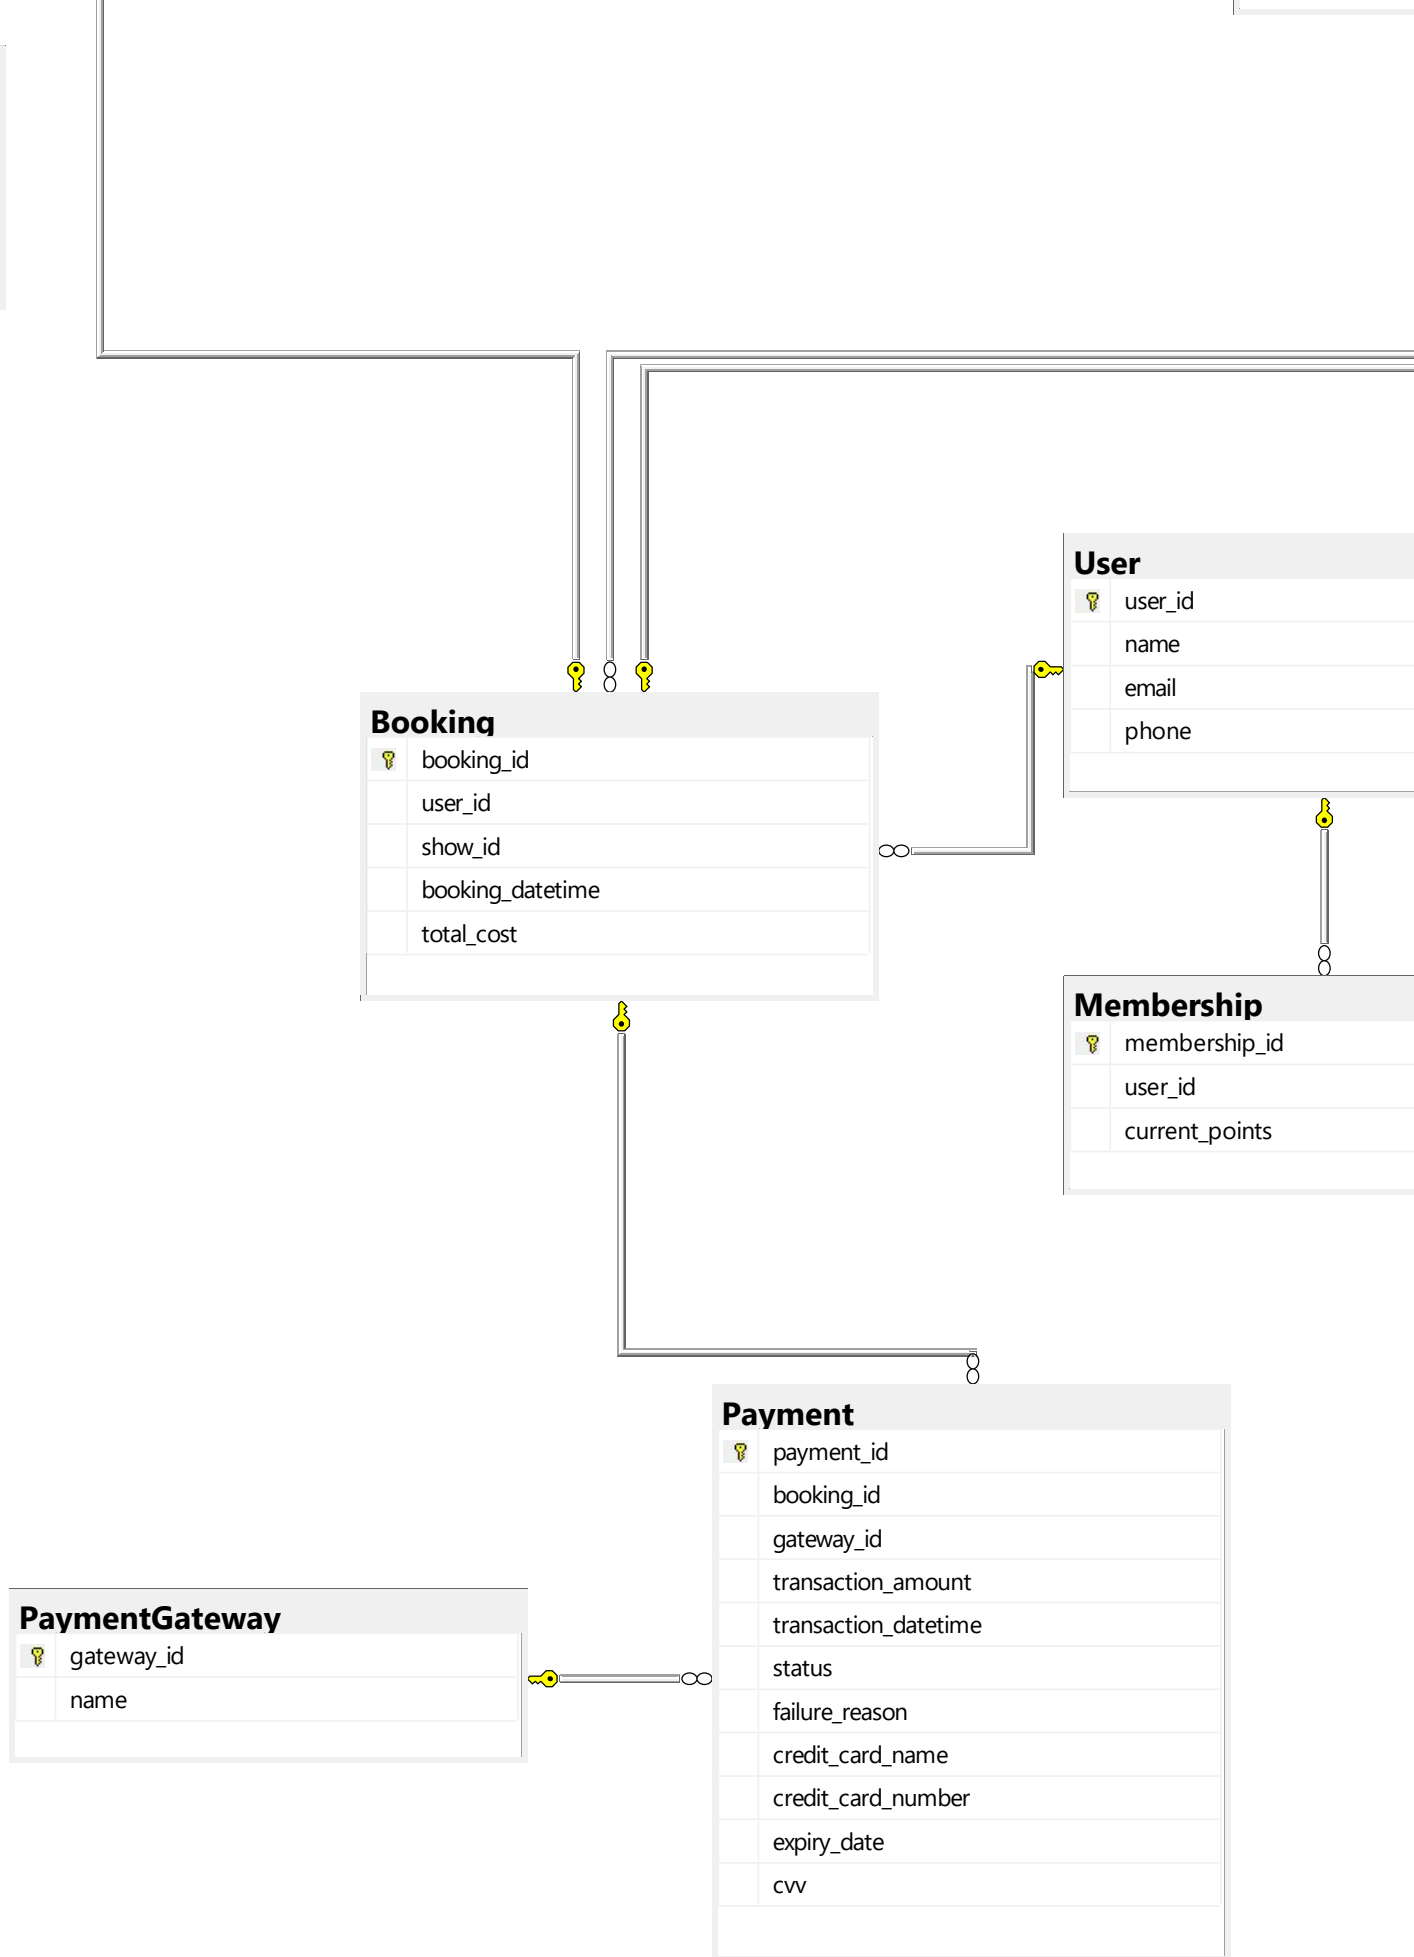 User
user_id
name
email
phone
Booking
booking_id
user_id
show_id
booking_datetime
total_cost
Membership
membership_id
user_id
current_points
Payment
payment_id
booking_id
gateway_id
transaction_amount
transaction_datetime
status
failure_reason
credit_card_name
credit_card_number
expiry_date
cvv
PaymentGateway
gateway_id
name